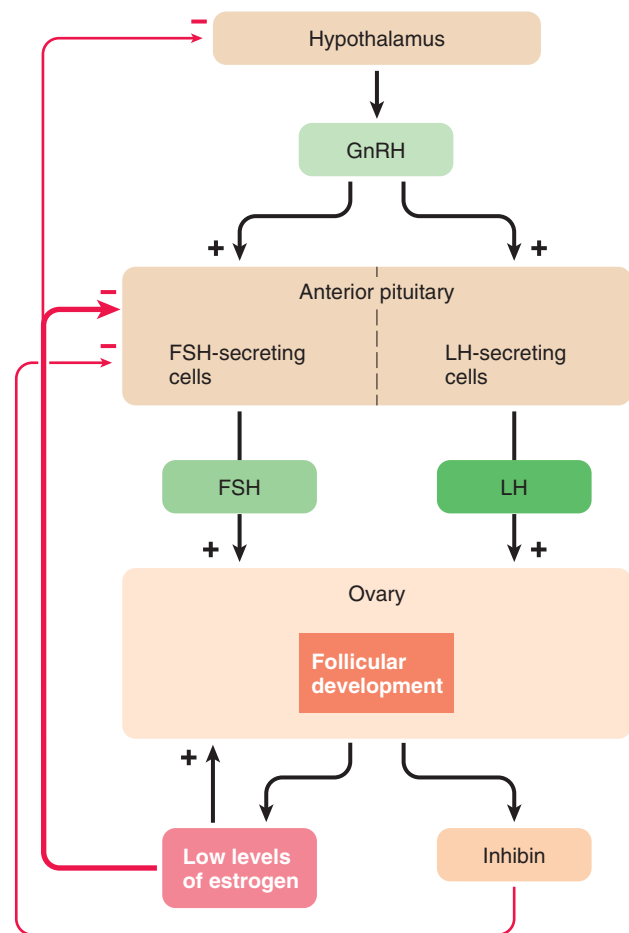 –
Hypothalamus
GnRH
+
+
–
Anterior pituitary
–
FSH-secreting
cells
LH-secreting
cells
FSH
LH
+
+
Ovary
Follicular
development
+
Low levels
of estrogen
Inhibin